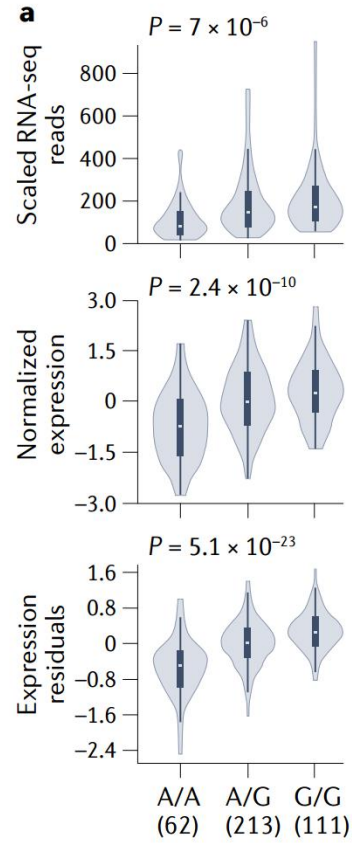 a
P = 7 × 10⁻⁶
Scaled RNA-seq
reads
800
600
400
200
0
P = 2.4 × 10⁻¹⁰
Normalized
expression
3.0
1.5
0
−1.5
−3.0
P = 5.1 × 10⁻²³
Expression
residuals
1.6
0.8
0
−0.8
−1.6
−2.4
A/A A/G G/G
(62) (213) (111)